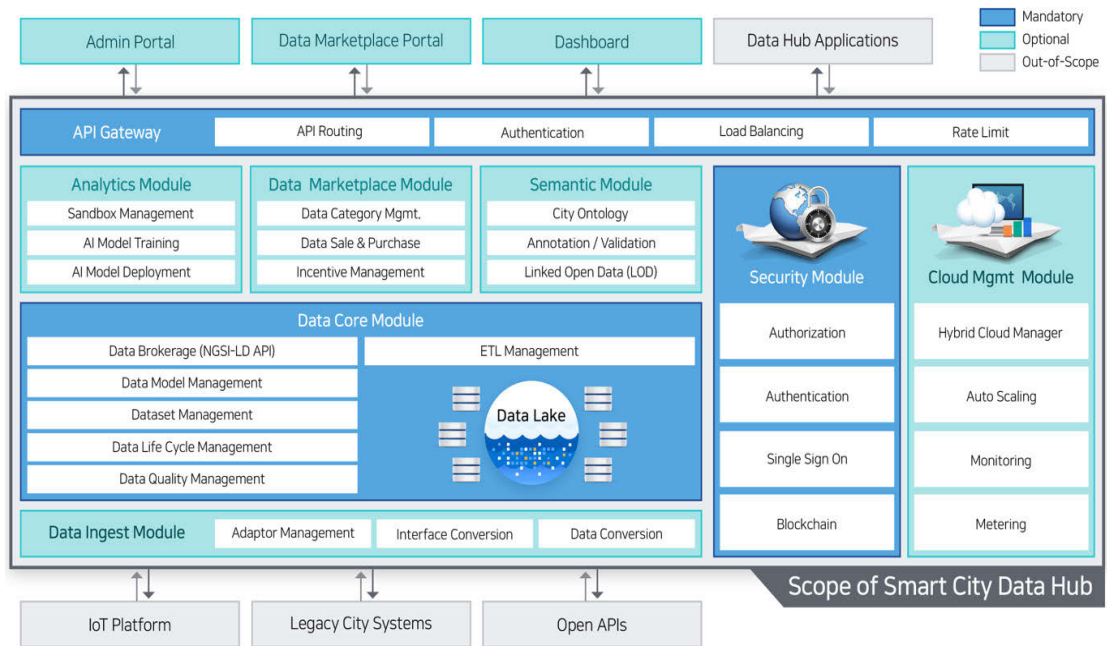 Admin Portal
Data Marketplace Portal
Dashboard
Data Hub Applications
Mandatory
Optional
Out-of-Scope
API Gateway
API Routing
Authentication
Load Balancing
Rate Limit
Analytics Module
Sandbox Management
AI Model Training
AI Model Deployment
Data Marketplace Module
Data Category Mgmt.
Data Sale & Purchase
Incentive Management
Semantic Module
City Ontology
Annotation / Validation
Linked Open Data (LOD)
Security Module
Authorization
Authentication
Single Sign On
Blockchain
Cloud Mgmt Module
Hybrid Cloud Manager
Auto Scaling
Monitoring
Metering
Data Core Module
Data Brokerage (NGSI-LD API)
Data Model Management
Dataset Management
Data Life Cycle Management
Data Quality Management
ETL Management
Data Lake
Data Ingest Module
Adaptor Management
Interface Conversion
Data Conversion
Scope of Smart City Data Hub
IoT Platform
Legacy City Systems
Open APIs